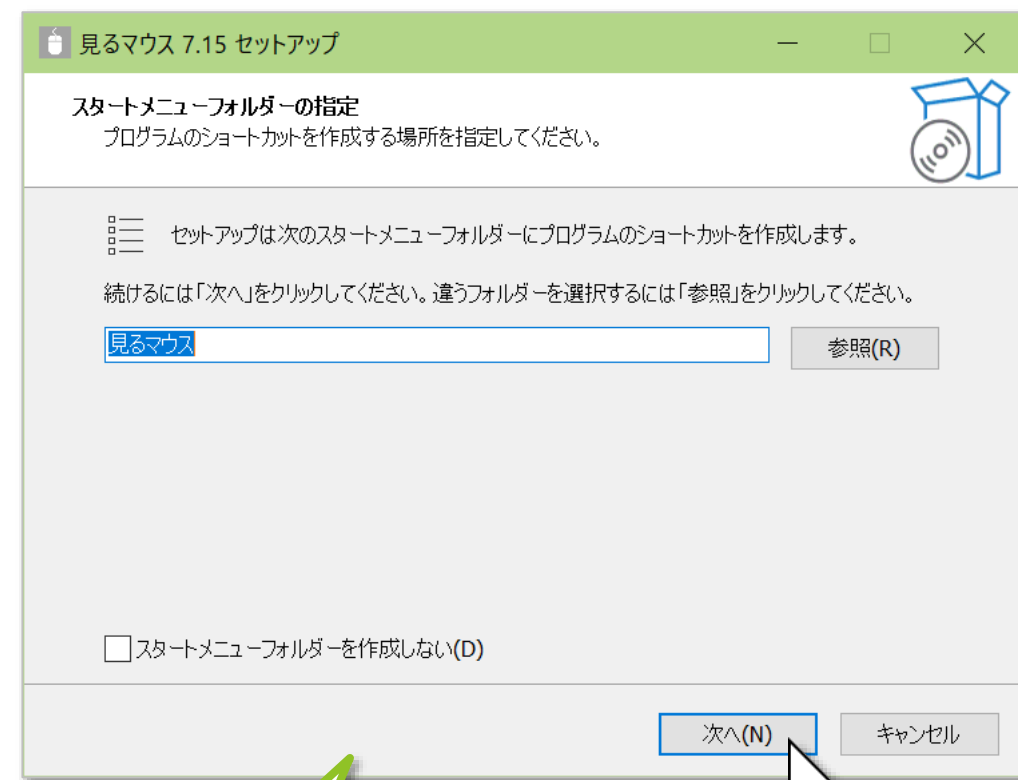 見るマウス 7.15 セットアップ
スタートメニューフォルダーの指定
プログラムのショートカットを作成する場所を指定してください。
セットアップは次のスタートメニューフォルダーにプログラムのショートカットを作成します。
続けるには「次へ」をクリックしてください。違うフォルダーを選択するには「参照」をクリックしてください。
見るマウス
参照(R)
スタートメニューフォルダーを作成しない(D)
次へ(N)
キャンセル